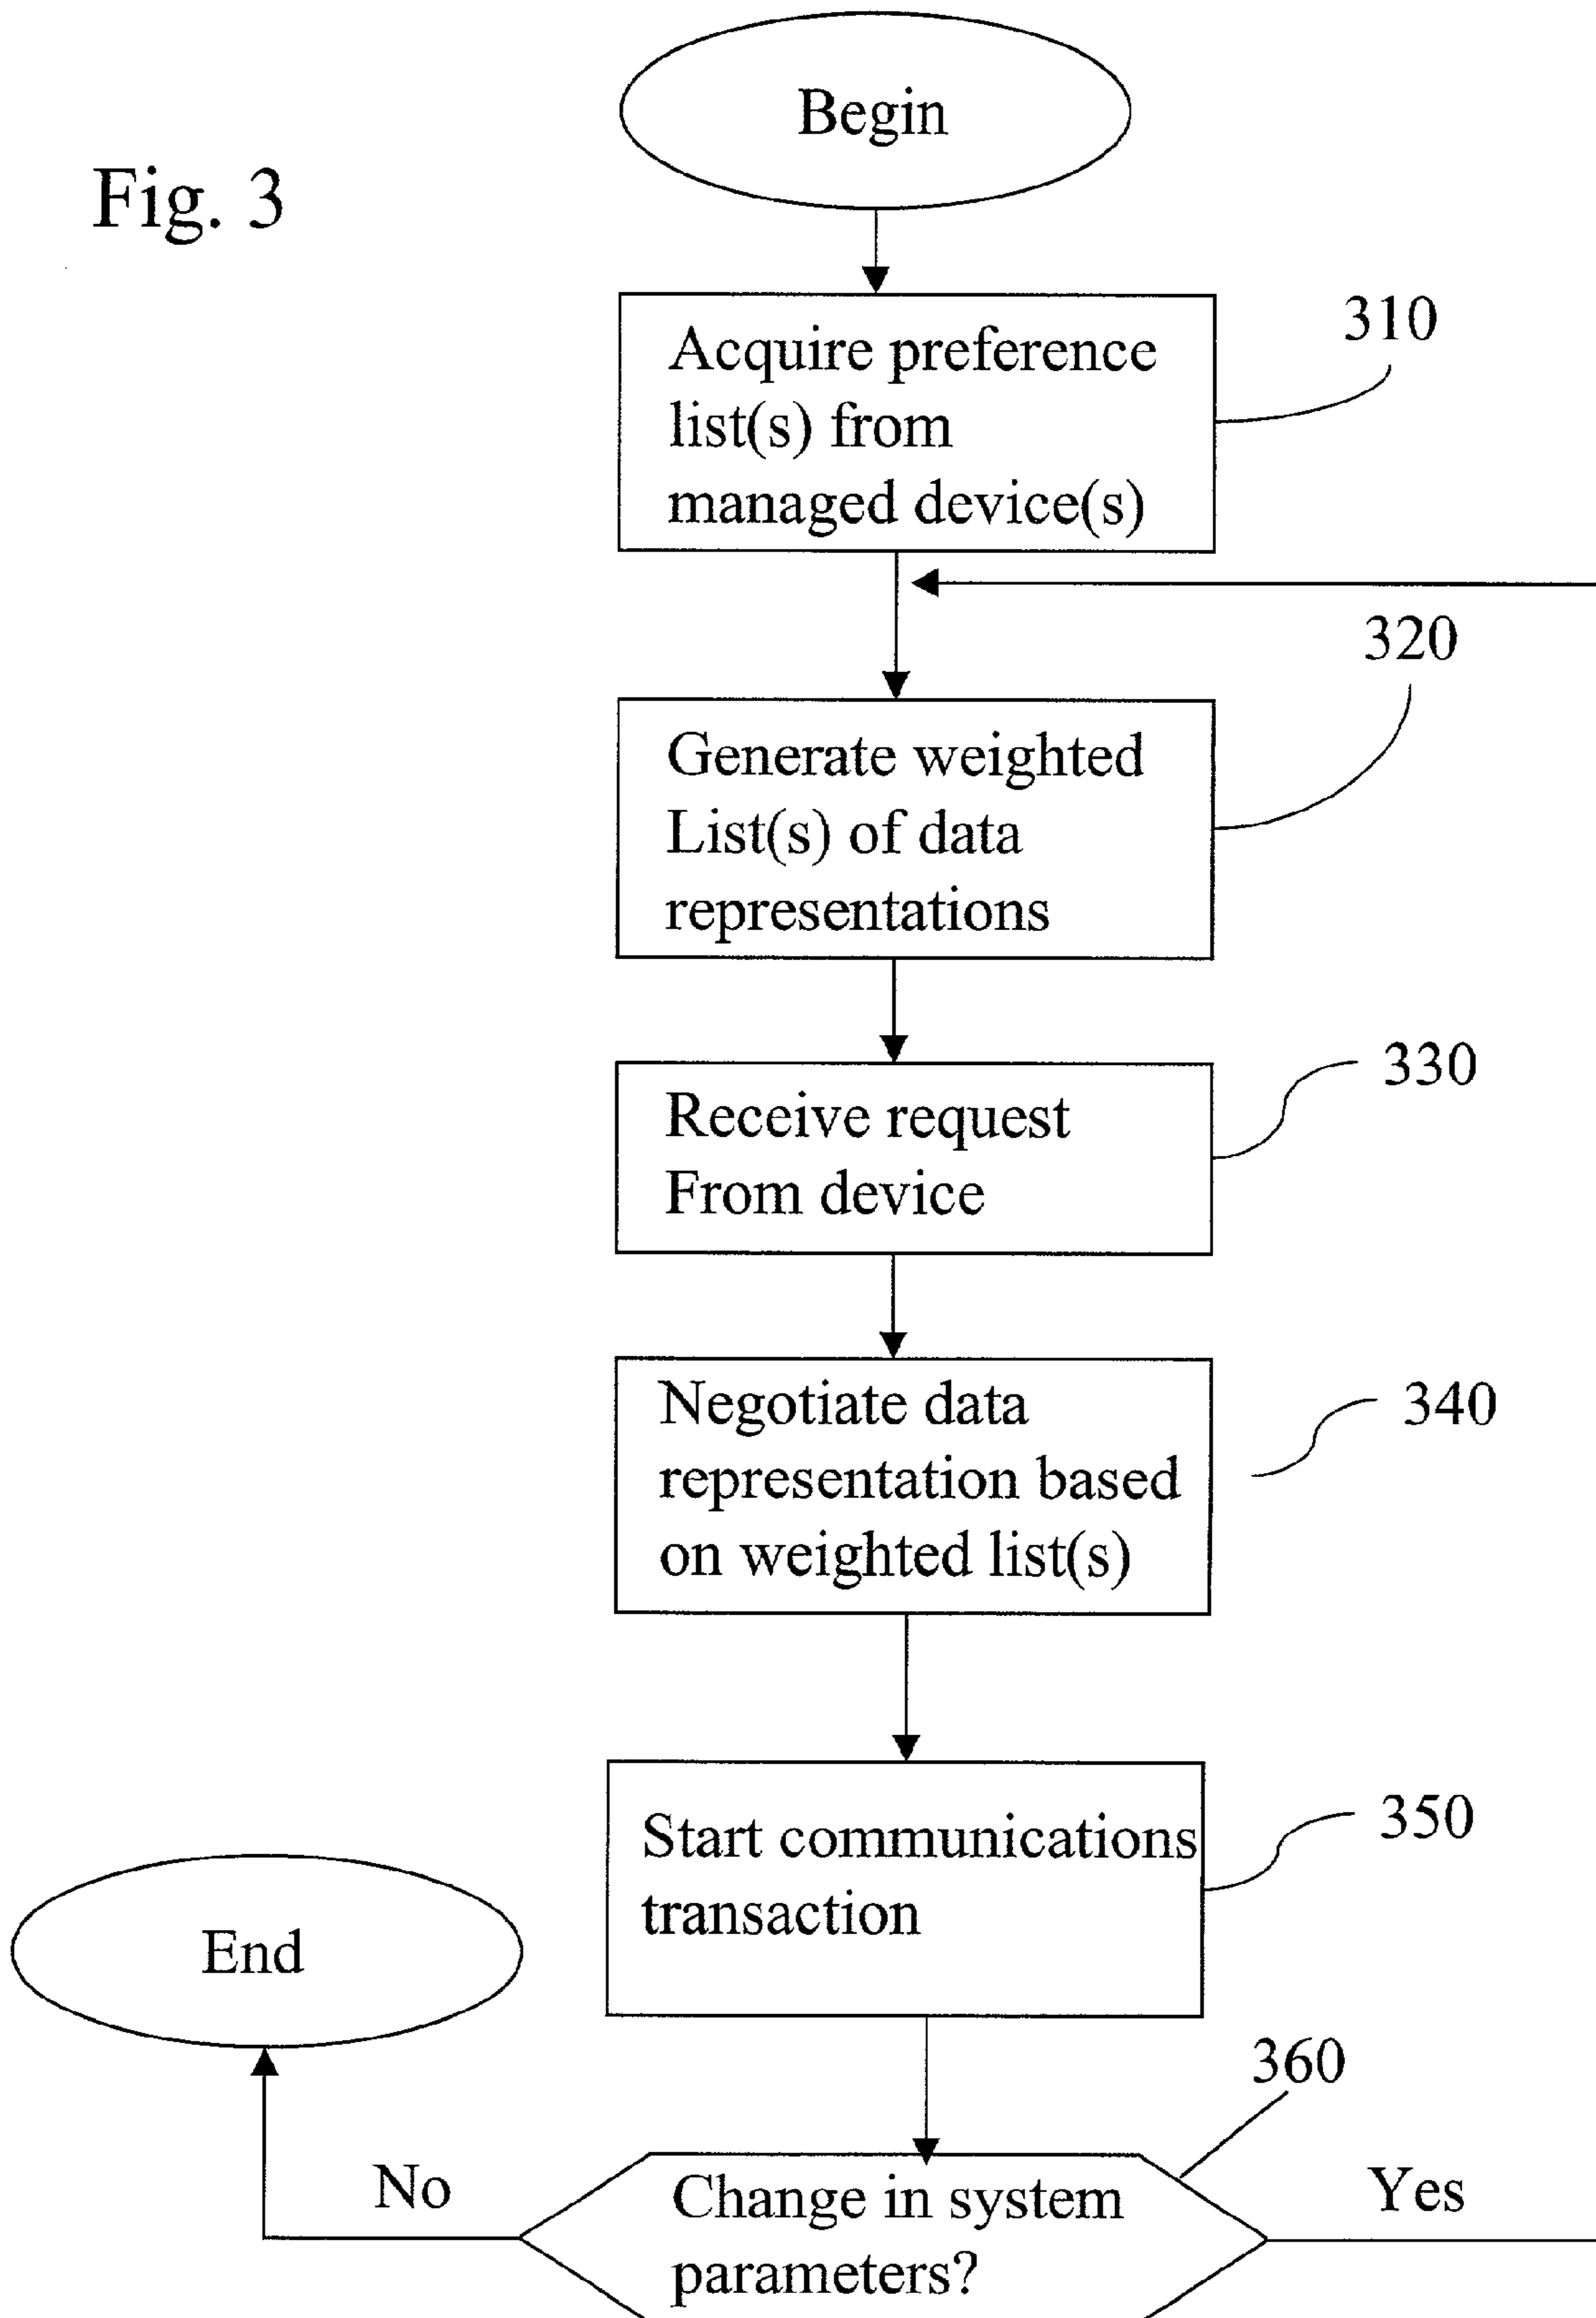 Begin
Fig. 3
Acquire preference
list(s) from
managed device(s)
310
320
Generate weighted
List(s) of data
representations
330
Receive request
From device
340
Negotiate data
representation based
on weighted list(s)
350
Start communications
transaction
End
360
No
Change in system
parameters?
Yes